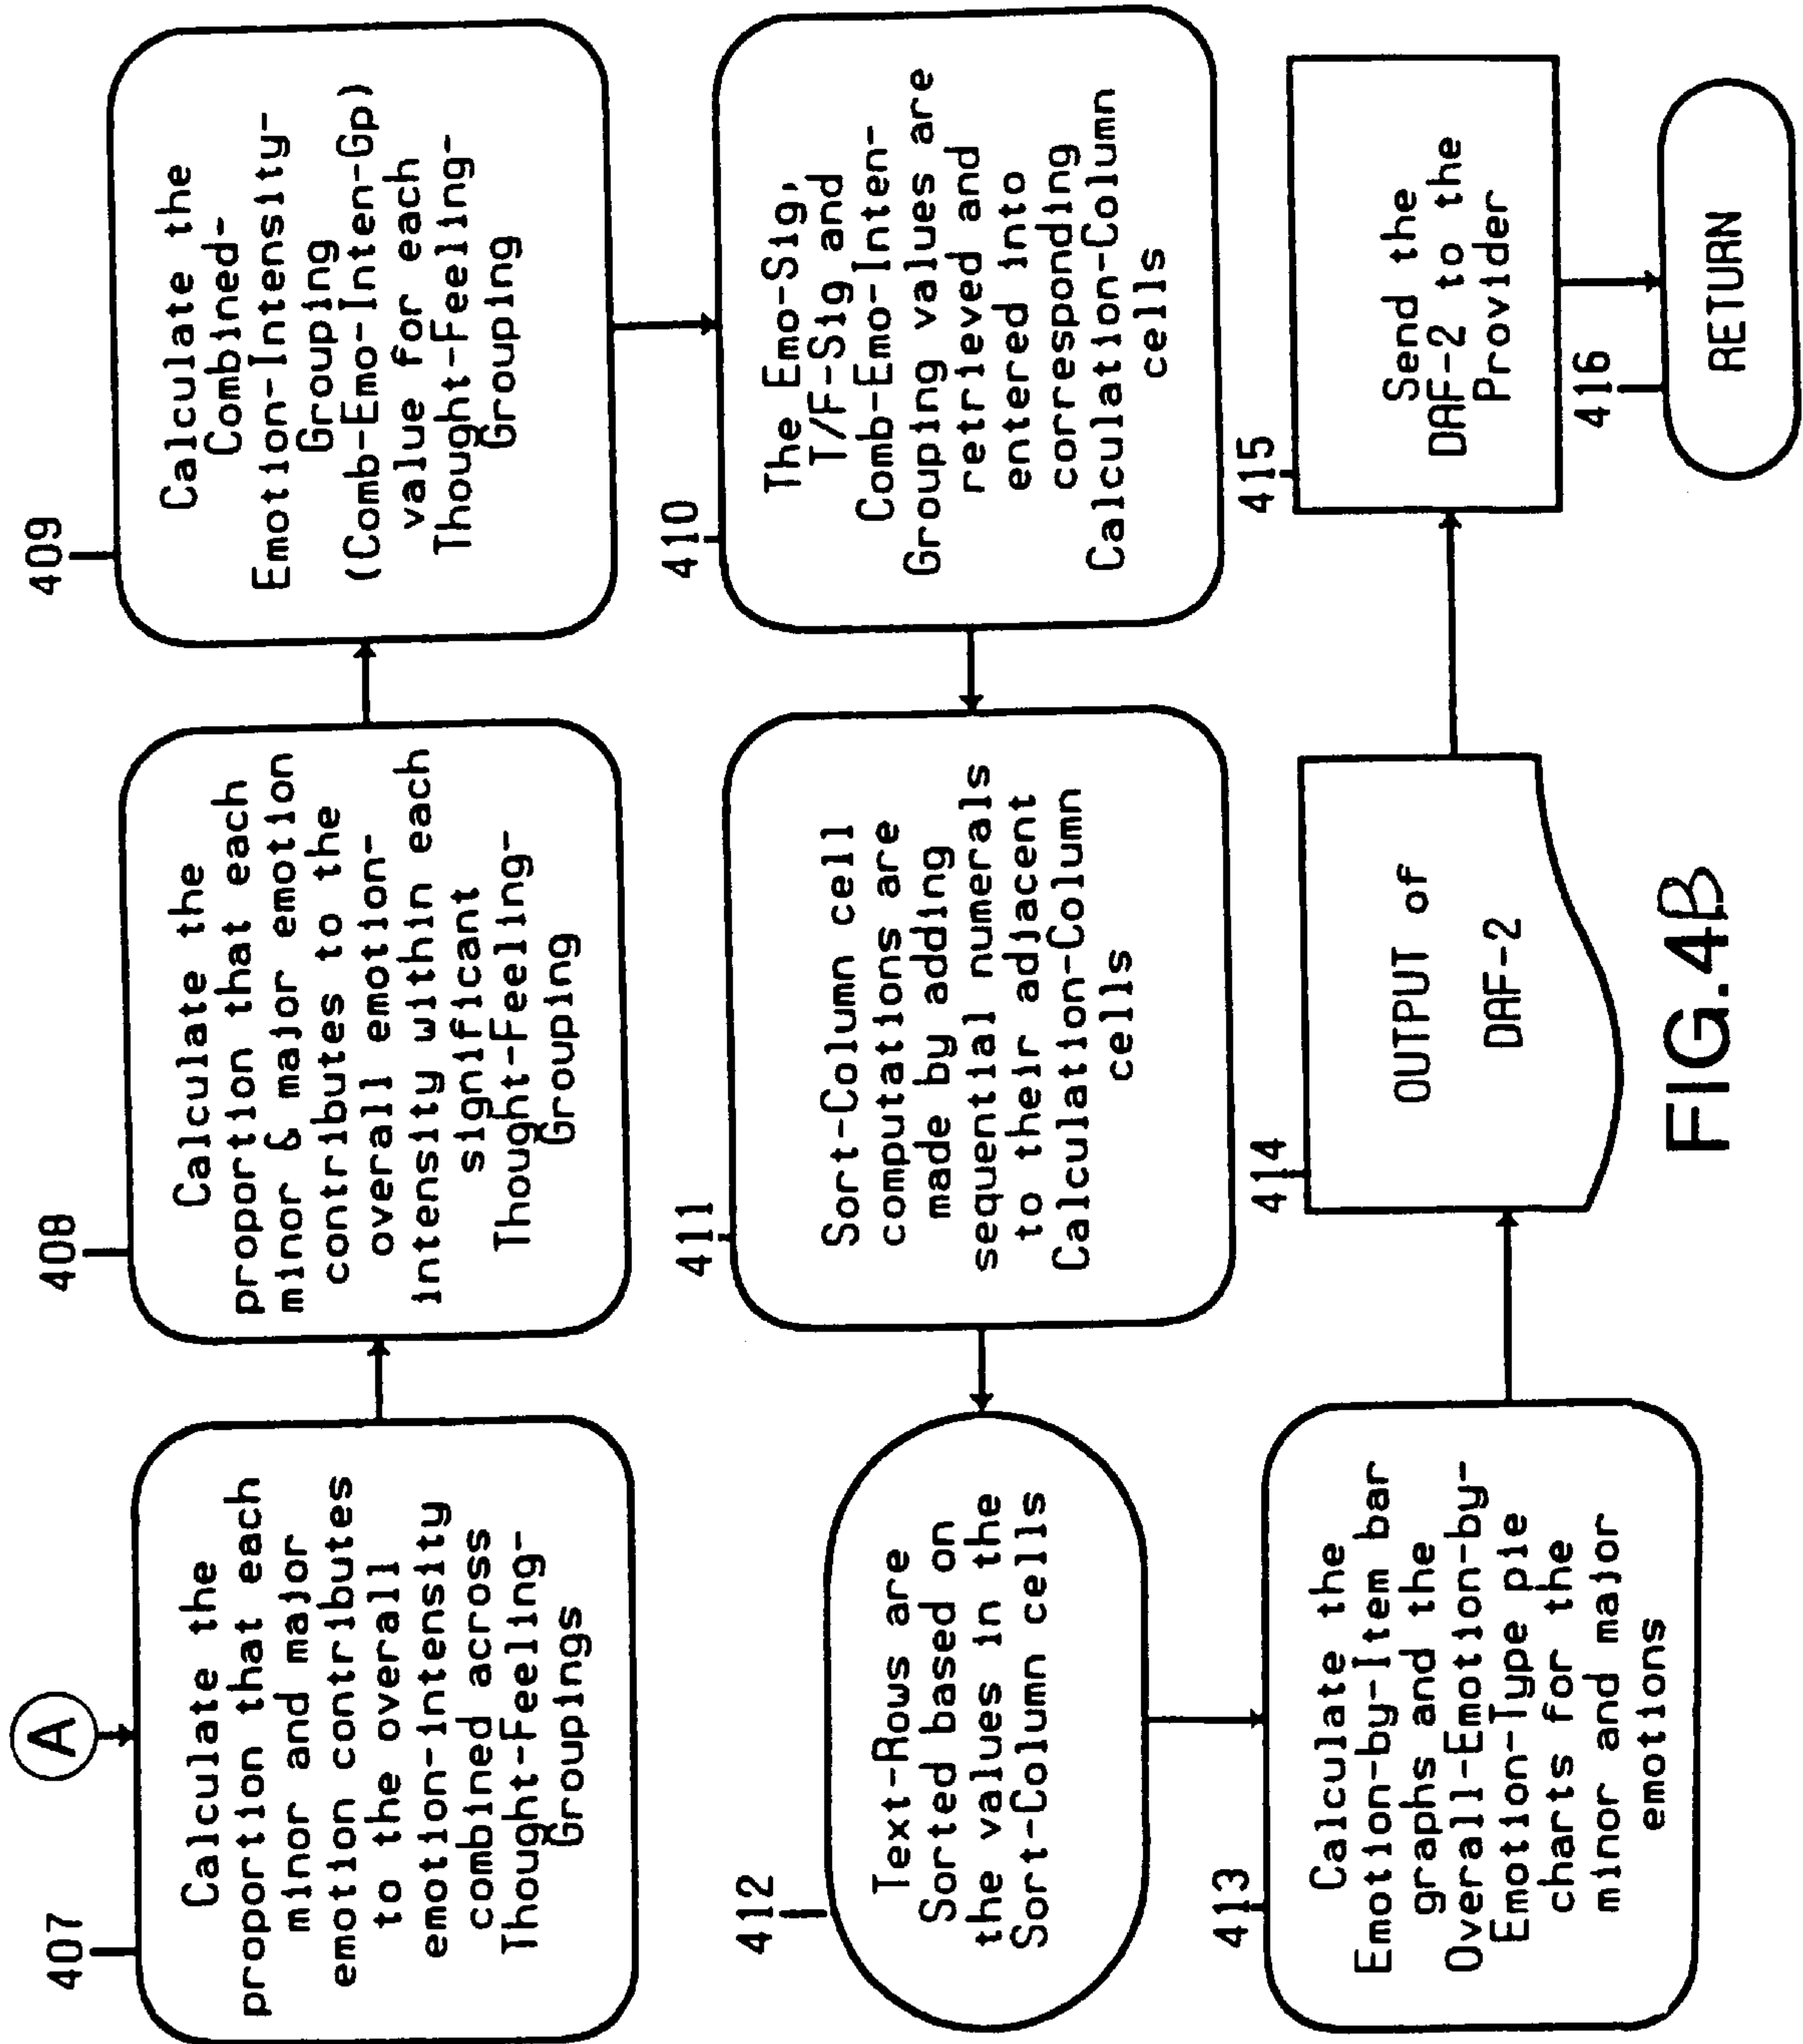 A
407
Calculate the
proportion that each
minor and major
emotion contributes
to the overall
emotion-intensity
combined across
Thought-Feeling-
Groupings
408
Calculate the
proportion that each
minor & major emotion
contributes to the
overall emotion-
intensity within each
significant
Thought-Feeling-
Grouping
409
Calculate the
Combined-
Emotion-Intensity-
Grouping
(Comb-Emo-Inten-Gp)
value for each
Thought-Feeling-
Grouping
410
The Emo-Sig,
T/F-Sig and
Comb-Emo-Inten-
Grouping values are
retrieved and
entered into
corresponding
Calculation-Column
cells
411
Sort-Column cell
computations are
made by adding
sequential numerals
to their adjacent
Calculation-Column
cells
412
Text-Rows are
Sorted based on
the values in the
Sort-Column cells
413
Calculate the
Emotion-by-Item bar
graphs and the
Overall-Emotion-by-
Emotion-Type pie
charts for the
minor and major
emotions
414
OUTPUT of
DAF-2
415
Send the
DAF-2 to the
Provider
416
RETURN
FIG.4B